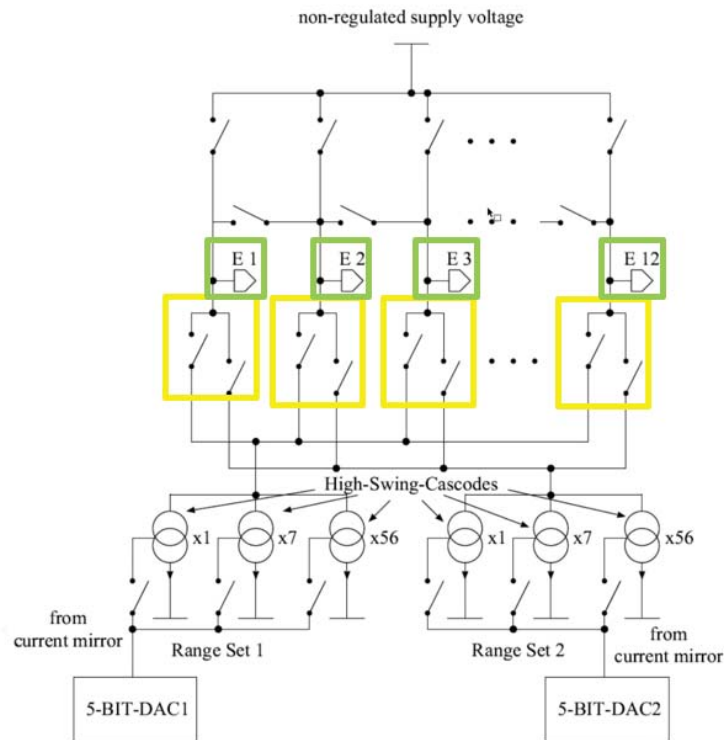 non-regulated supply voltage
E 1
E 2
E 3
E 12
High-Swing-Cascodes
x1
x7
x56
x1
x7
x56
from
current mirror
Range Set 1
Range Set 2
from
current mirror
5-BIT-DAC1
5-BIT-DAC2